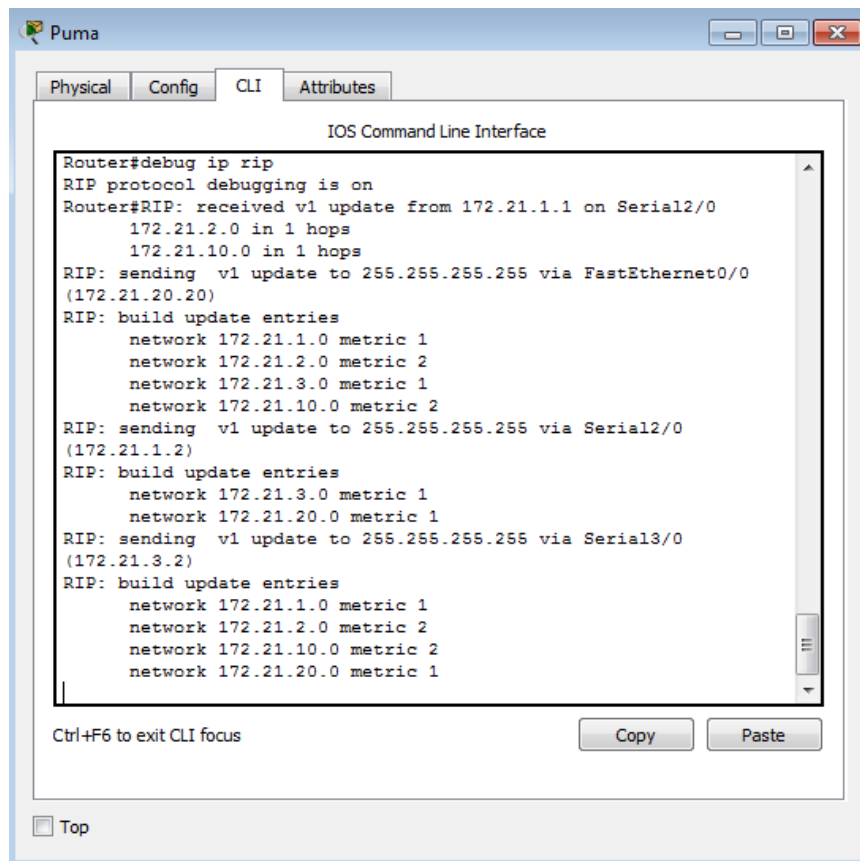 Puma
Physical Config CLI Attributes
IOS Command Line Interface
Router#debug ip rip
RIP protocol debugging is on
Router#RIP: received v1 update from 172.21.1.1 on Serial2/0
172.21.2.0 in 1 hops
172.21.10.0 in 1 hops
RIP: sending  v1 update to 255.255.255.255 via FastEthernet0/0
(172.21.20.20)
RIP: build update entries
network 172.21.1.0 metric 1
network 172.21.2.0 metric 2
network 172.21.3.0 metric 1
network 172.21.10.0 metric 2
RIP: sending  v1 update to 255.255.255.255 via Serial2/0
(172.21.1.2)
RIP: build update entries
network 172.21.3.0 metric 1
network 172.21.20.0 metric 1
RIP: sending  v1 update to 255.255.255.255 via Serial3/0
(172.21.3.2)
RIP: build update entries
network 172.21.1.0 metric 1
network 172.21.2.0 metric 2
network 172.21.10.0 metric 2
network 172.21.20.0 metric 1
Ctrl+F6 to exit CLI focus Copy Paste
Top